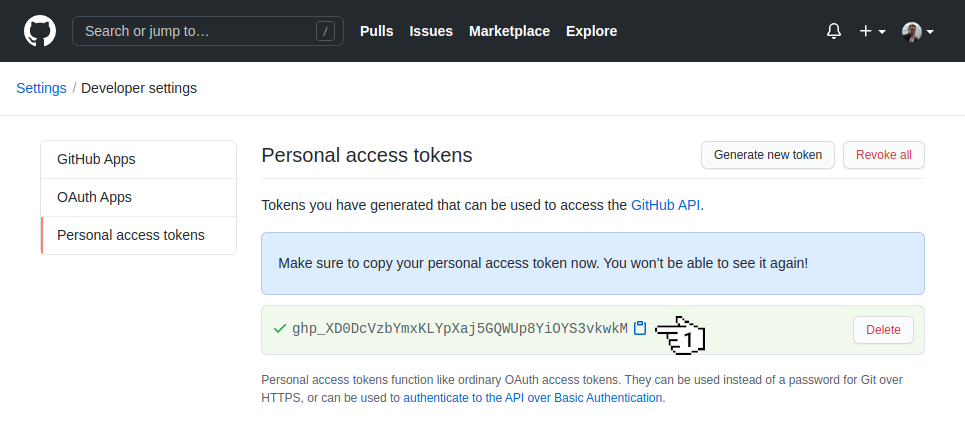 Search or jump to… /
Pulls Issues Marketplace Explore
Settings / Developer settings
GitHub Apps
OAuth Apps
Personal access tokens
Personal access tokens
Generate new token
Revoke all
Tokens you have generated that can be used to access the GitHub API.
Make sure to copy your personal access token now. You won't be able to see it again!
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
1
Delete
Personal access tokens function like ordinary OAuth access tokens. They can be used instead of a password for Git over
HTTPS, or can be used to authenticate to the API over Basic Authentication.